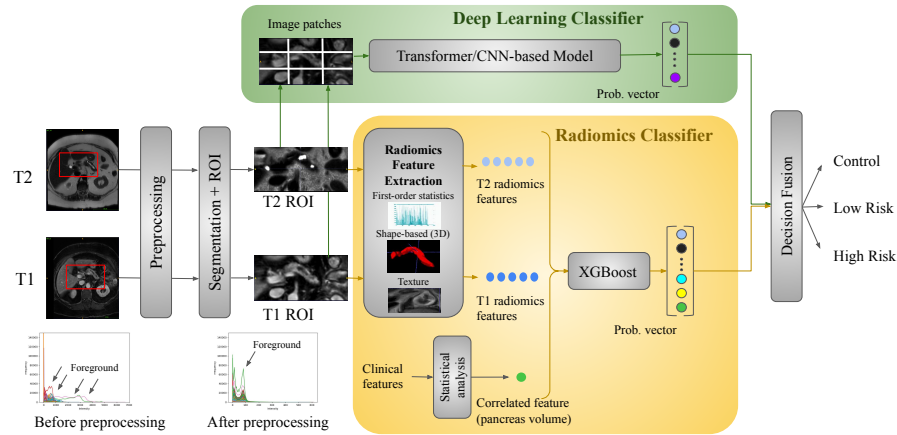 Deep Learning Classifier
Image patches
Transformer/CNN-based Model
Prob. vector
Radiomics Classifier
T2
T1
Preprocessing
Segmentation + ROI
T2 ROI
T1 ROI
Radiomics
Feature
Extraction
First-order statistics
Shape-based (3D)
Texture
T2 radiomics
features
T1 radiomics
features
XGBoost
Prob. vector
Decision Fusion
Control
Low Risk
High Risk
Clinical
features
Statistical
analysis
Correlated feature
(pancreas volume)
Foreground
Before preprocessing
Foreground
After preprocessing